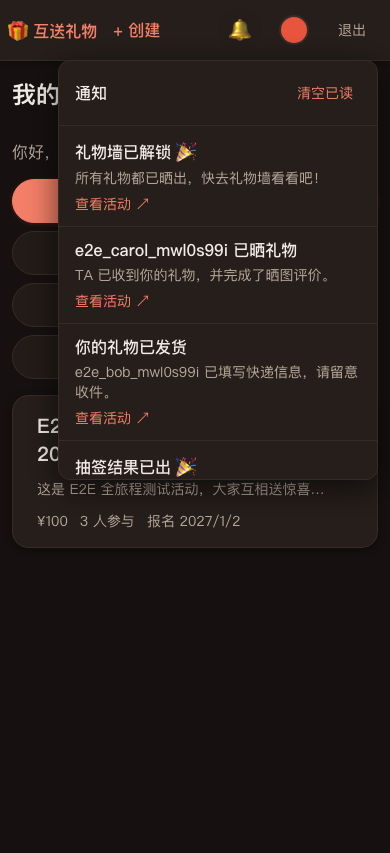 互送礼物 + 创建 退出
我的
通知 清空已读
你好,
礼物墙已解锁
所有礼物都已晒出，快去礼物墙看看吧！
查看活动 ↗
e2e_carol_mwl0s99i 已晒礼物
TA 已收到你的礼物，并完成了晒图评价。
查看活动 ↗
你的礼物已发货
e2e_bob_mwl0s99i 已填写快递信息，请留意
收件。
查看活动 ↗
E2
20
抽签结果已出
这是 E2E 全旅程测试活动，大家互相送惊喜…
¥100 3 人参与 报名 2027/1/2